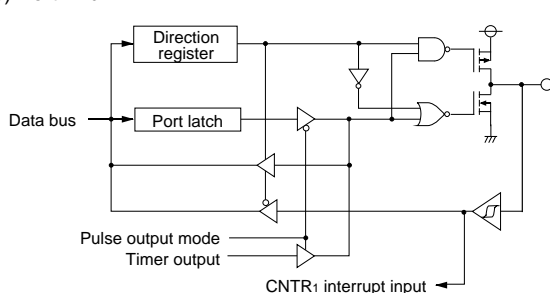 Direction
register
Data bus
Port latch
Pulse output mode
Timer output
CNTR1 interrupt input